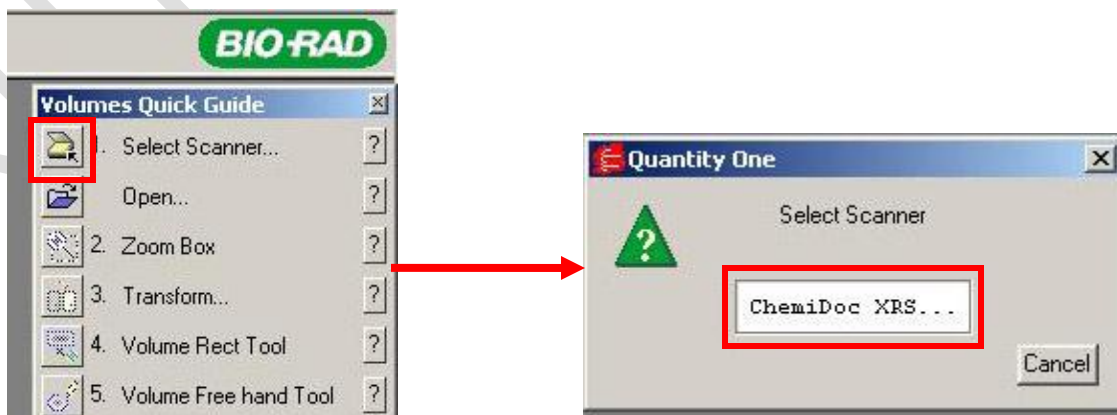 BIO-RAD
Volumes Quick Guide
1. Select Scanner... ?
Open... ?
2. Zoom Box ?
3. Transform... ?
4. Volume Rect Tool ?
5. Volume Free hand Tool ?
Quantity One
?
Select Scanner
ChemiDoc XRS...
Cancel